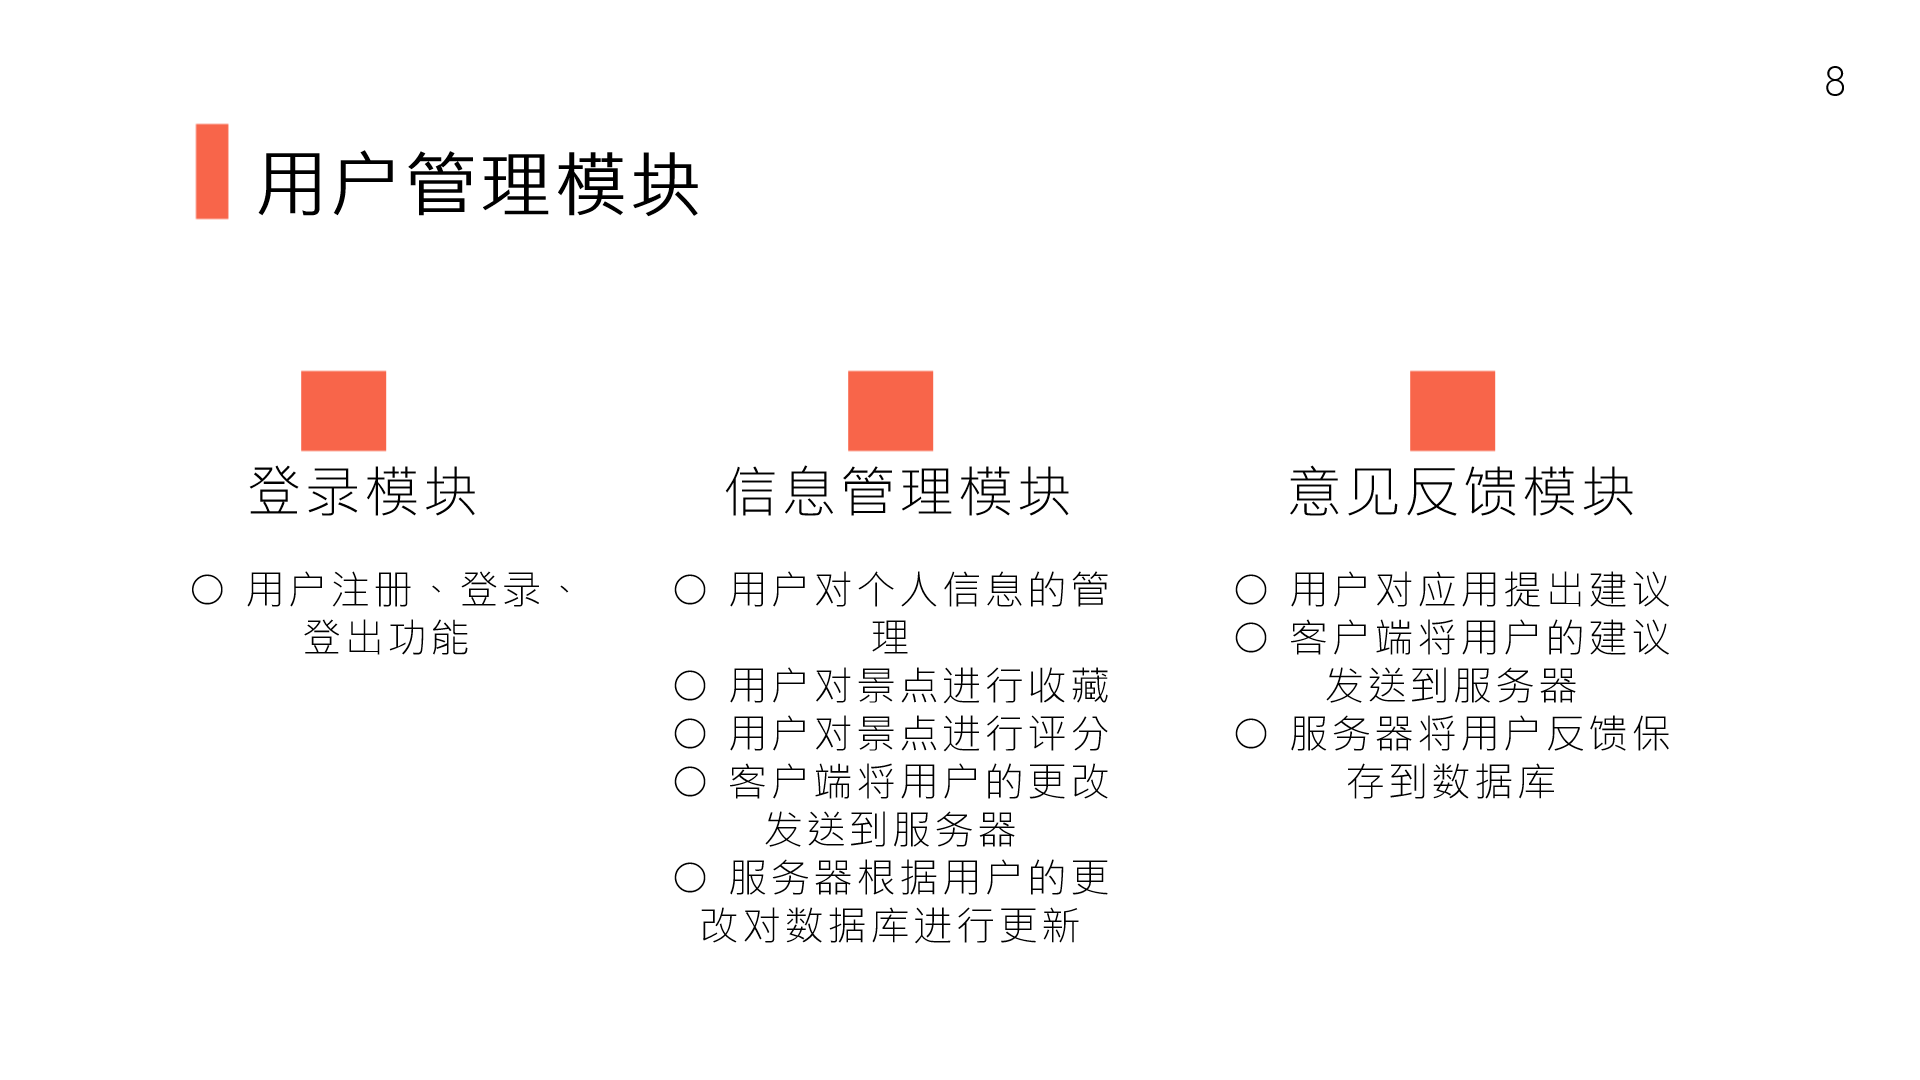 8
用户管理模块
登录模块
○ 用户注册、登录、
登出功能
信息管理模块
○ 用户对个人信息的管
理
○ 用户对景点进行收藏
○ 用户对景点进行评分
○ 客户端将用户的更改
发送到服务器
○ 服务器根据用户的更
改对数据库进行更新
意见反馈模块
○ 用户对应用提出建议
○ 客户端将用户的建议
发送到服务器
○ 服务器将用户反馈保
存到数据库